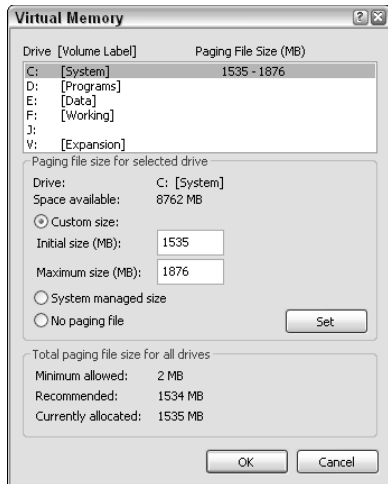 Virtual Memory
Drive [Volume Label] Paging File Size (MB)
C: [System] 1535 - 1876
D: [Programs]
E: [Data]
F: [Working]
J:
V: [Expansion]
Paging file size for selected drive
Drive: C: [System]
Space available: 8762 MB
Custom size:
Initial size (MB): 1535
Maximum size (MB): 1876
System managed size
No paging file Set
Total paging file size for all drives
Minimum allowed: 2 MB
Recommended: 1534 MB
Currently allocated: 1535 MB
OK Cancel